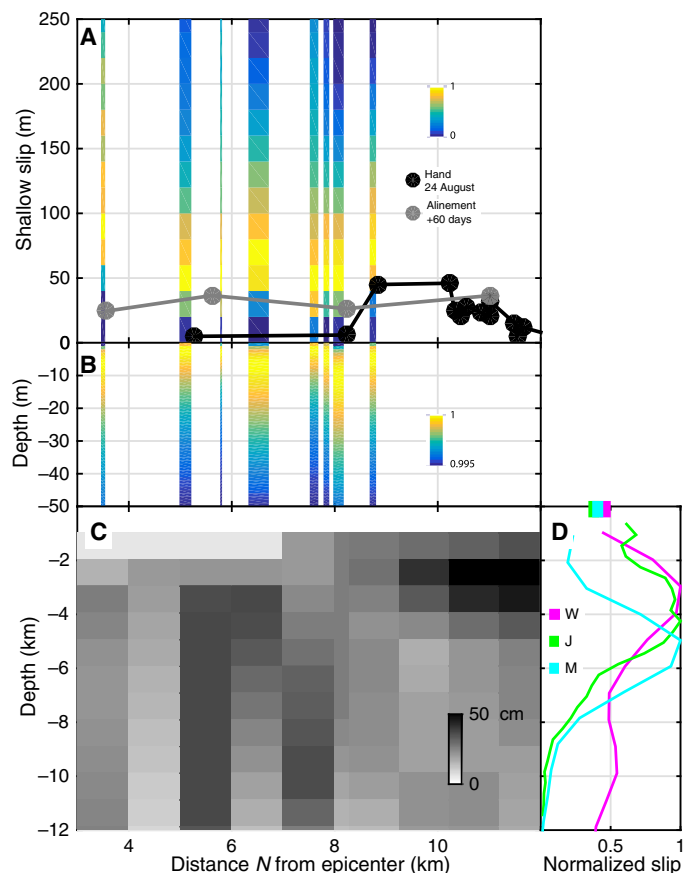 A
250
200
150
100
50
0
Shallow slip (m)
1
0
Hand
24 August
Alinement
+60 days
B
−10
−20
−30
−40
−50
Depth (m)
1
0.995
C
−2
−4
−6
−8
−10
−12
Depth (km)
50 cm
0
4
6
8
10
Distance N from epicenter (km)
D
W
J
M
0.5
1
Normalized slip